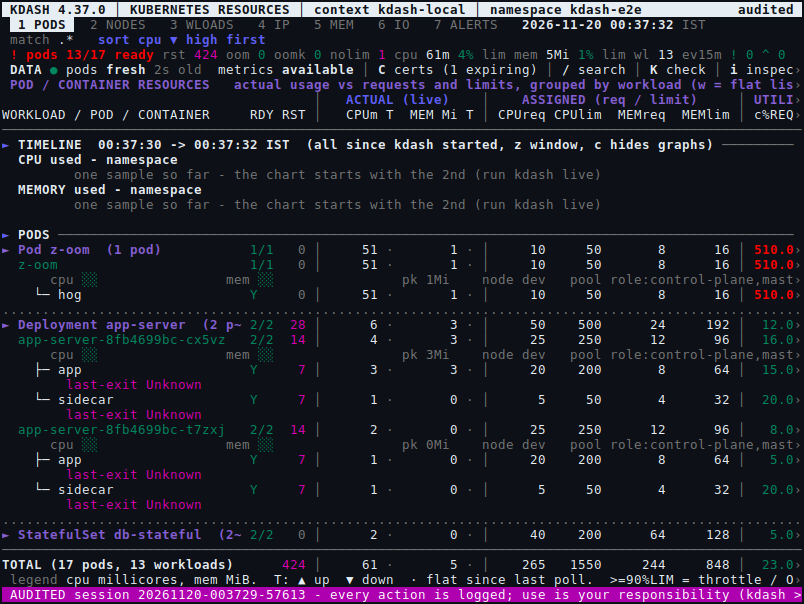 KDASH 4.37.0 │ KUBERNETES RESOURCES │ context kdash-local │ namespace kdash-e2e audited
1 PODS 2 NODES 3 WLOADS 4 IP 5 MEM 6 IO 7 ALERTS 2026-11-20 00:37:32 IST
match .* sort cpu ▼ high first
! pods 13/17 ready rst 424 oom 0 oomk 0 nolim 1 cpu 61m 4% lim mem 5Mi 1% lim wl 13 ev15m ! 0 ^ 0
DATA ● pods fresh 2s old metrics available │ C certs (1 expiring) │ / search │ K check │ i inspec›
POD / CONTAINER RESOURCES actual usage vs requests and limits, grouped by workload (w = flat lis›
│ ACTUAL (live) │ ASSIGNED (req / limit) │ UTILI›
WORKLOAD / POD / CONTAINER RDY RST │ CPUm T MEM Mi T │ CPUreq CPUlim MEMreq MEMlim │ c%REQ›
► TIMELINE 00:37:30 -> 00:37:32 IST (all since kdash started, z window, c hides graphs) ─────────
CPU used - namespace
one sample so far - the chart starts with the 2nd (run kdash live)
MEMORY used - namespace
one sample so far - the chart starts with the 2nd (run kdash live)
► PODS
► Pod z-oom (1 pod) 1/1 0 │ 51 · 1 · │ 10 50 8 16 │ 510.0›
z-oom 1/1 0 │ 51 · 1 · │ 10 50 8 16 │ 510.0›
cpu ░░ mem ░░ pk 1Mi node dev pool role:control-plane,mast›
└─ hog Y 0 │ 51 · 1 · │ 10 50 8 16 │ 510.0›
► Deployment app-server (2 p~ 2/2 28 │ 6 · 3 · │ 50 500 24 192 │ 12.0›
app-server-8fb4699bc-cx5vz 2/2 14 │ 4 · 3 · │ 25 250 12 96 │ 16.0›
cpu ░░ mem ░░ pk 3Mi node dev pool role:control-plane,mast›
├─ app Y 7 │ 3 · 3 · │ 20 200 8 64 │ 15.0›
last-exit Unknown
└─ sidecar Y 7 │ 1 · 0 · │ 5 50 4 32 │ 20.0›
last-exit Unknown
app-server-8fb4699bc-t7zxj 2/2 14 │ 2 · 0 · │ 25 250 12 96 │ 8.0›
cpu ░░ mem ░░ pk 0Mi node dev pool role:control-plane,mast›
├─ app Y 7 │ 1 · 0 · │ 20 200 8 64 │ 5.0›
last-exit Unknown
└─ sidecar Y 7 │ 1 · 0 · │ 5 50 4 32 │ 20.0›
last-exit Unknown
► StatefulSet db-stateful (2~ 2/2 0 │ 2 · 0 · │ 40 200 64 128 │ 5.0›
TOTAL (17 pods, 13 workloads) 424 │ 61 5 · │ 265 1550 244 848 │ 23.0›
legend cpu millicores, mem MiB. T: ▲ up ▼ down · flat since last poll. >=90%LIM = throttle / O›
AUDITED session 20261120-003729-57613 - every action is logged; use is your responsibility (kdash >